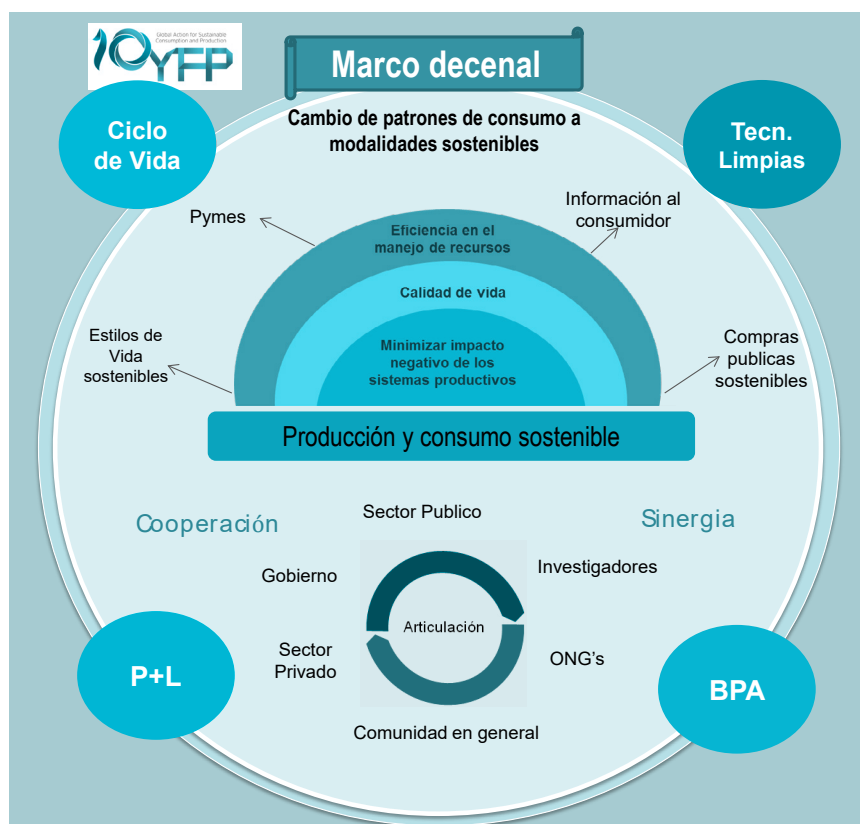 Global Action for Sustainable
Consumption and Production
10YFP
Marco decenal
Cambio de patrones de consumo a
modalidades sostenibles
Ciclo
de Vida
Tecn.
Limpias
Pymes
Información al
consumidor
Eficiencia en el
manejo de recursos
Calidad de vida
Minimizar impacto
negativo de los
sistemas productivos
Estilos de
Vida
sostenibles
Compras
publicas
sostenibles
Producción y consumo sostenible
Cooperación
Sinergia
Sector Publico
Gobierno
Investigadores
Articulación
Sector
Privado
ONG's
Comunidad en general
P+L
BPA